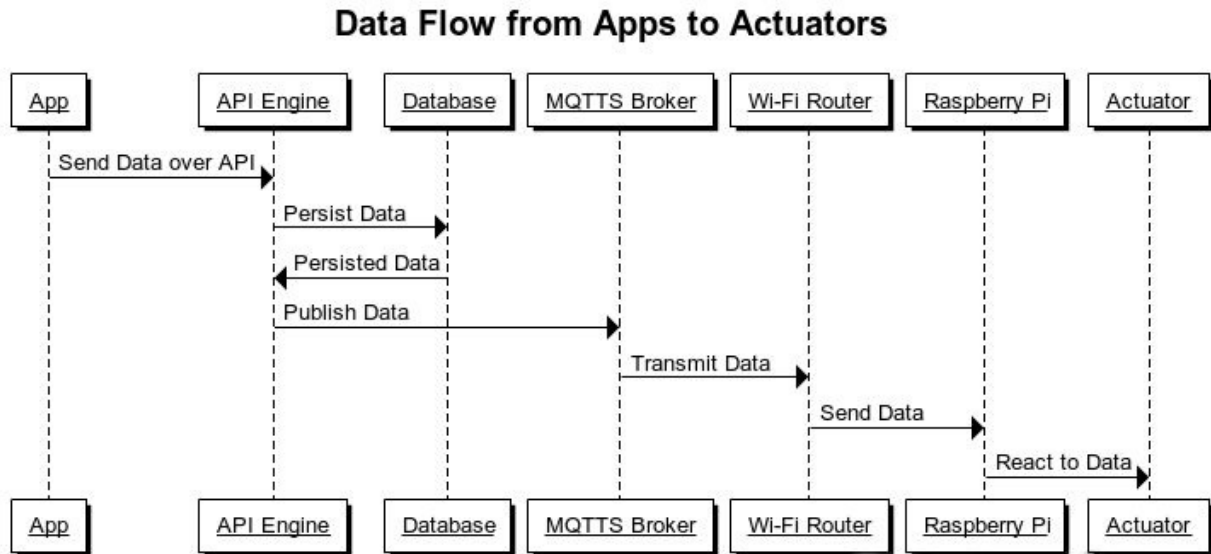 Data Flow from Apps to Actuators
App API Engine Database MQTTS Broker Wi-Fi Router Raspberry Pi Actuator
Send Data over API
Persist Data
Persisted Data
Publish Data
Transmit Data
Send Data
React to Data
App API Engine Database MQTTS Broker Wi-Fi Router Raspberry Pi Actuator